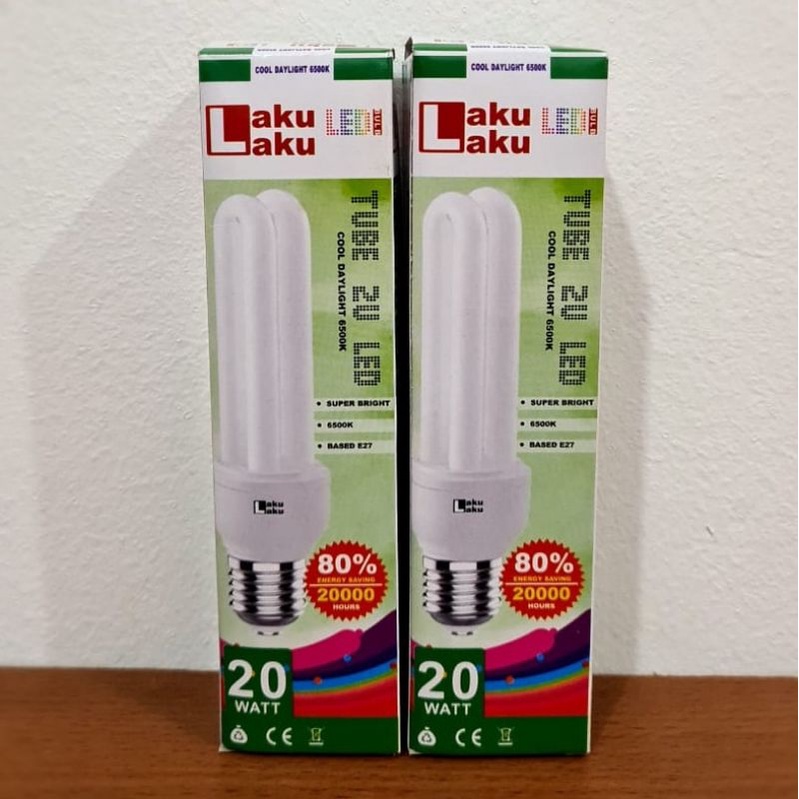 COOL DAYLIGHT 6500K
Laku
Laku
LED
BULB
TUBE 2U LED
COOL DAYLIGHT 6500K
• SUPER BRIGHT
• 6500K
• BASED E27
Laku
Laku
80%
ENERGY SAVING
20000
HOURS
20
WATT
CE
COOL DAYLIGHT 6500K
Laku
Laku
LED
BULB
TUBE 2U LED
COOL DAYLIGHT 6500K
• SUPER BRIGHT
• 6500K
• BASED E27
Laku
Laku
80%
ENERGY SAVING
20000
HOURS
20
WATT
CE